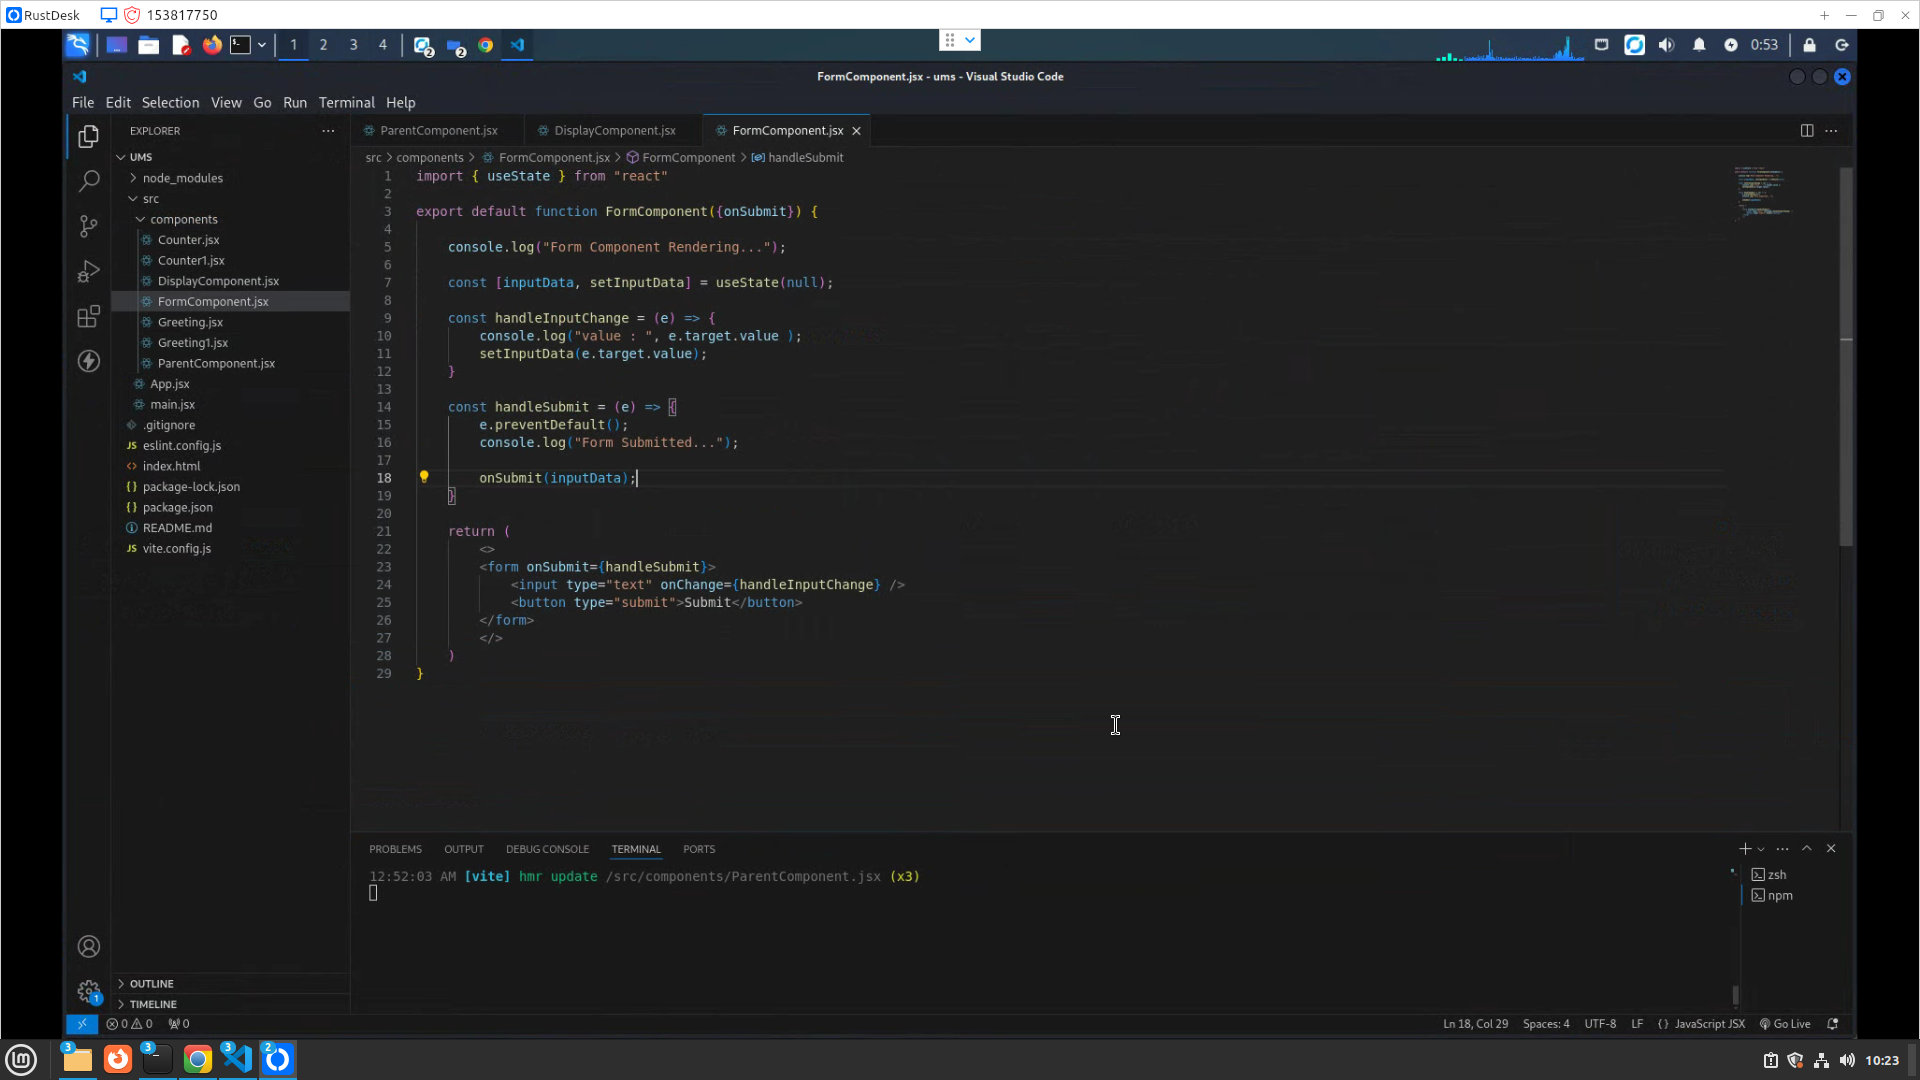 RustDesk 153817750
1 2 3 4 2 2 0:53
FormComponent.jsx - ums - Visual Studio Code
File Edit Selection View Go Run Terminal Help
EXPLORER
UMS
node_modules
src
components
Counter.jsx
Counter1.jsx
DisplayComponent.jsx
FormComponent.jsx
Greeting.jsx
Greeting1.jsx
ParentComponent.jsx
App.jsx
main.jsx
.gitignore
JS eslint.config.js
<> index.html
{} package-lock.json
{} package.json
README.md
JS vite.config.js
OUTLINE
TIMELINE
1
ParentComponent.jsx DisplayComponent.jsx FormComponent.jsx
src > components > FormComponent.jsx > FormComponent > handleSubmit
1 import { useState } from "react"
2
3 export default function FormComponent({onSubmit}) {
4
5 console.log("Form Component Rendering...");
6
7 const [inputData, setInputData] = useState(null);
8
9 const handleInputChange = (e) => {
10 console.log("value : ", e.target.value );
11 setInputData(e.target.value);
12 }
13
14 const handleSubmit = (e) => {
15 e.preventDefault();
16 console.log("Form Submitted...");
17
18 onSubmit(inputData);
19 }
20
21 return (
22 <>
23 <form onSubmit={handleSubmit}>
24 <input type="text" onChange={handleInputChange} />
25 <button type="submit">Submit</button>
26 </form>
27 </>
28 )
29 }
PROBLEMS OUTPUT DEBUG CONSOLE TERMINAL PORTS
12:52:03 AM [vite] hmr update /src/components/ParentComponent.jsx (x3)
zsh
npm
0 0 0 Ln 18, Col 29 Spaces: 4 UTF-8 LF {} JavaScript JSX Go Live
3 3 3 2 10:23